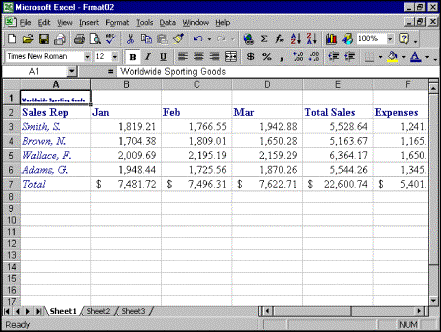 Microsoft Excel - Frmat02
File Edit View Insert Format Tools Data Window Help
100%
Times New Roman 12 B I U $ % ,
A1 = Worldwide Sporting Goods
A B C D E F
1 Worldwide Sporting Goods
2 Sales Rep Jan Feb Mar Total Sales Expenses
3 Smith, S. 1,819.21 1,766.55 1,942.88 5,528.64 1,241.
4 Brown, N. 1,704.38 1,809.01 1,650.28 5,163.67 1,165.
5 Wallace, F. 2,009.69 2,195.19 2,159.29 6,364.17 1,650.
6 Adams, G. 1,948.44 1,725.56 1,870.26 5,544.26 1,345.
7 Total $ 7,481.72 $ 7,496.31 $ 7,622.71 $ 22,600.74 $ 5,401.
8
9
10
11
12
13
14
15
16
17
Sheet1 Sheet2 Sheet3
Ready NUM